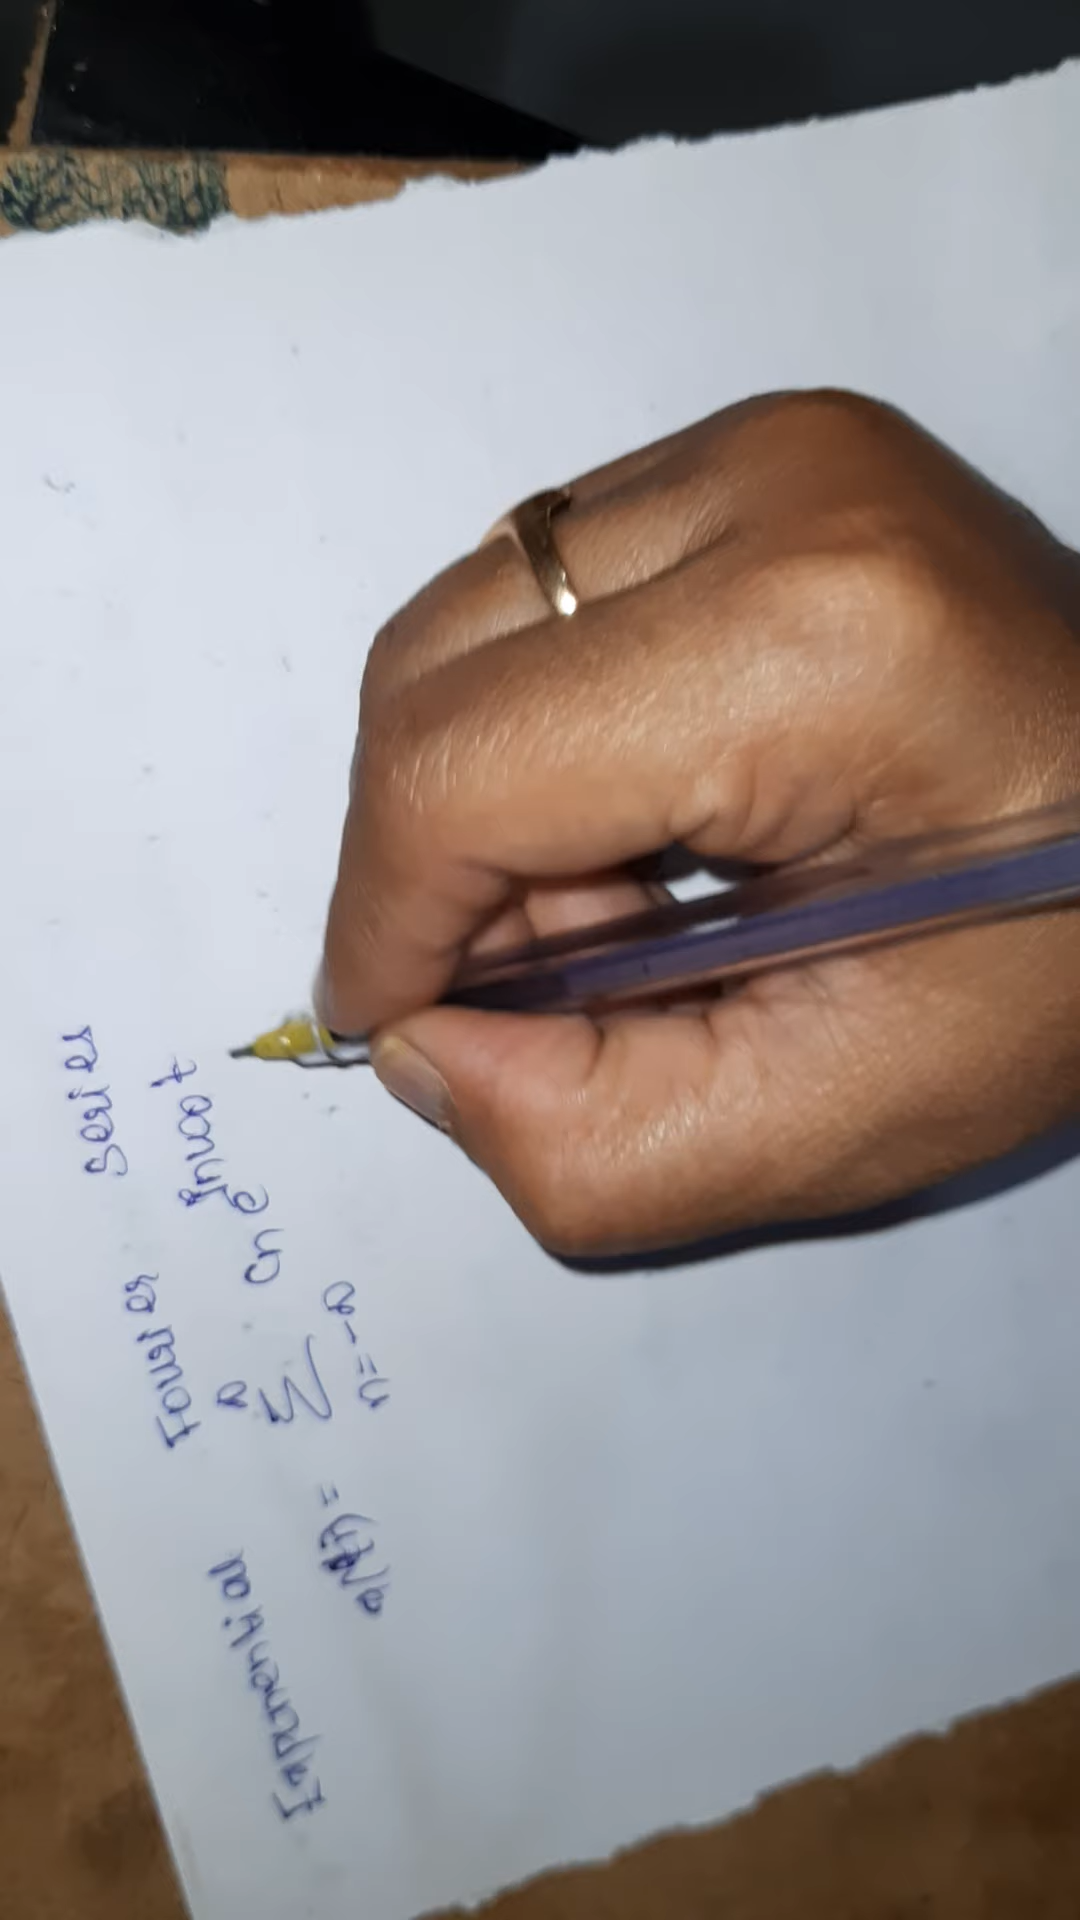 Exponential Fourier Series
x(t) = ∑ n=-∞ ∞ Cn e^jnω₀t